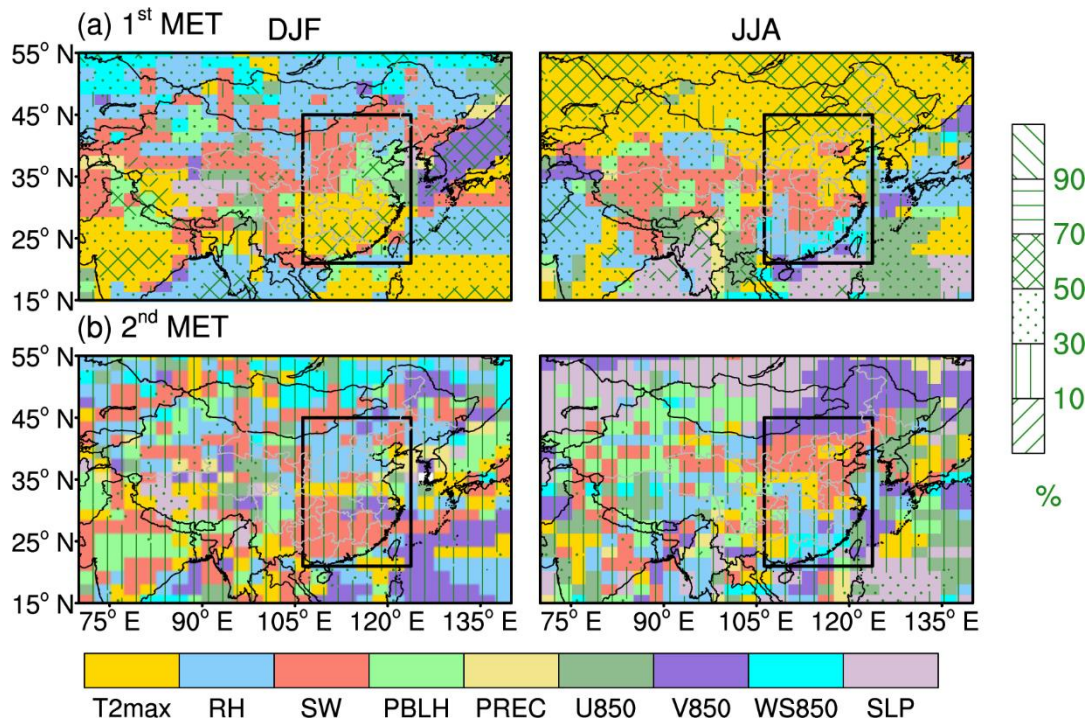 (a) 1st MET
DJF
JJA
55° N
45° N
35° N
25° N
15° N
90
70
50
30
10
%
(b) 2nd MET
55° N
45° N
35° N
25° N
15° N
75° E 90° E 105° E 120° E 135° E
75° E 90° E 105° E 120° E 135° E
T2max RH SW PBLH PREC U850 V850 WS850 SLP